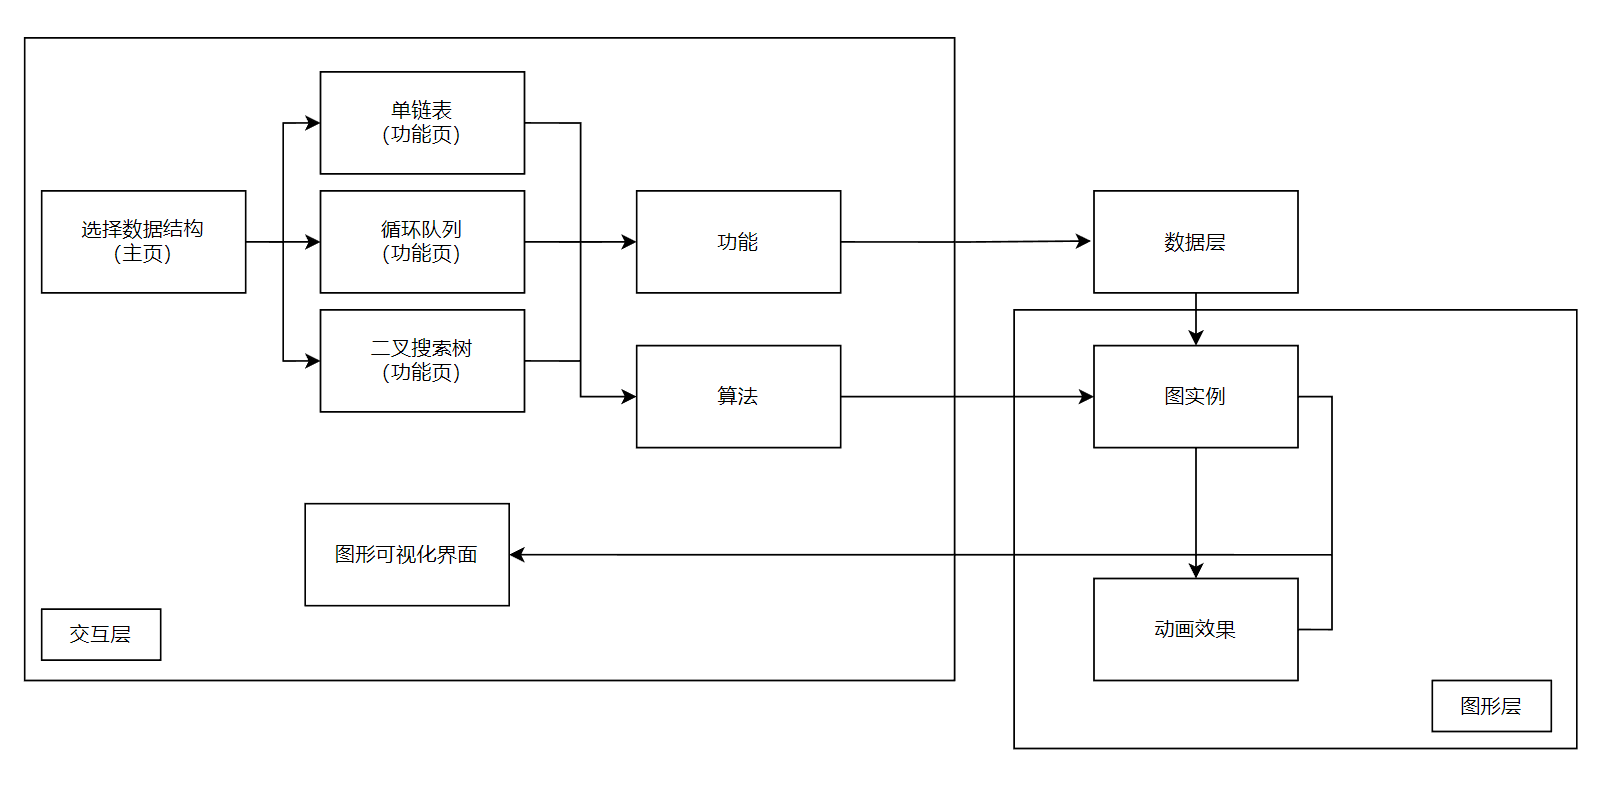 单链表
（功能页）
选择数据结构
（主页）
循环队列
（功能页）
功能
数据层
二叉搜索树
（功能页）
算法
图实例
图形可视化界面
动画效果
交互层
图形层